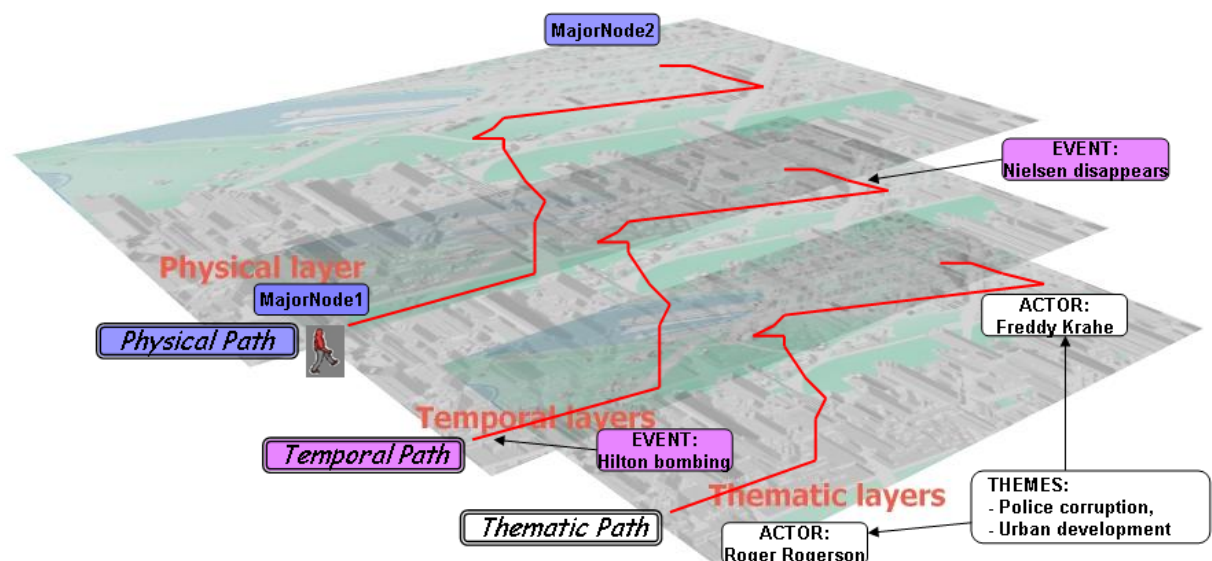 MajorNode2
EVENT:
Nielsen disappears
Physical layer
MajorNode1
Physical Path
ACTOR:
Freddy Krahe
Temporal layers
EVENT:
Hilton bombing
Temporal Path
Thematic layers
THEMES:
- Police corruption,
- Urban development
Thematic Path
ACTOR:
Roger Rogerson